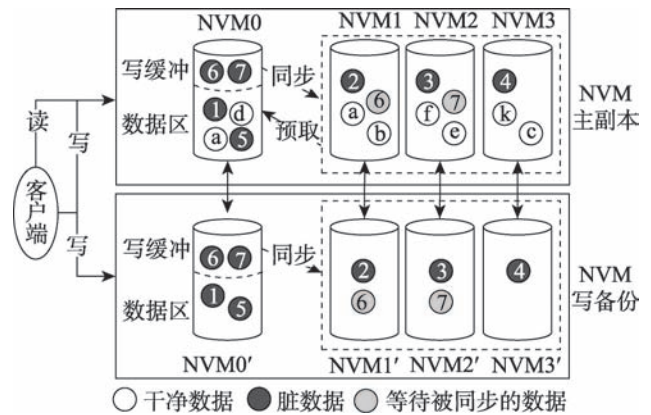 NVM0 NVM1 NVM2 NVM3
写缓冲 6 7 同步 2 3 4
6 7
数据区 1 d 预取 a f k
a 5 b e c
NVM
主副本
读 写
客户端
写
写缓冲 6 7 同步 2 3 4
数据区 1 5 6 7
NVM
写备份
NVM0′ NVM1′ NVM2′ NVM3′
干净数据 脏数据 等待被同步的数据